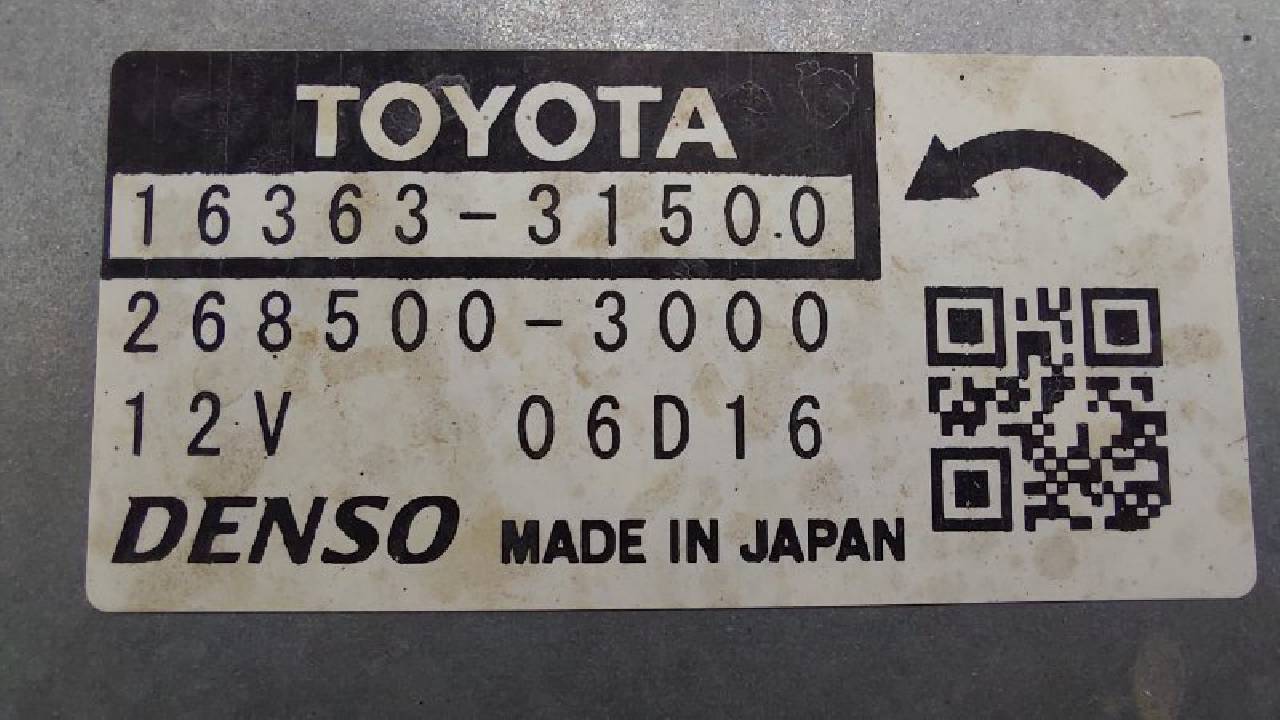 TOYOTA
16363-31500
268500-3000
12V 06D16
DENSO MADE IN JAPAN